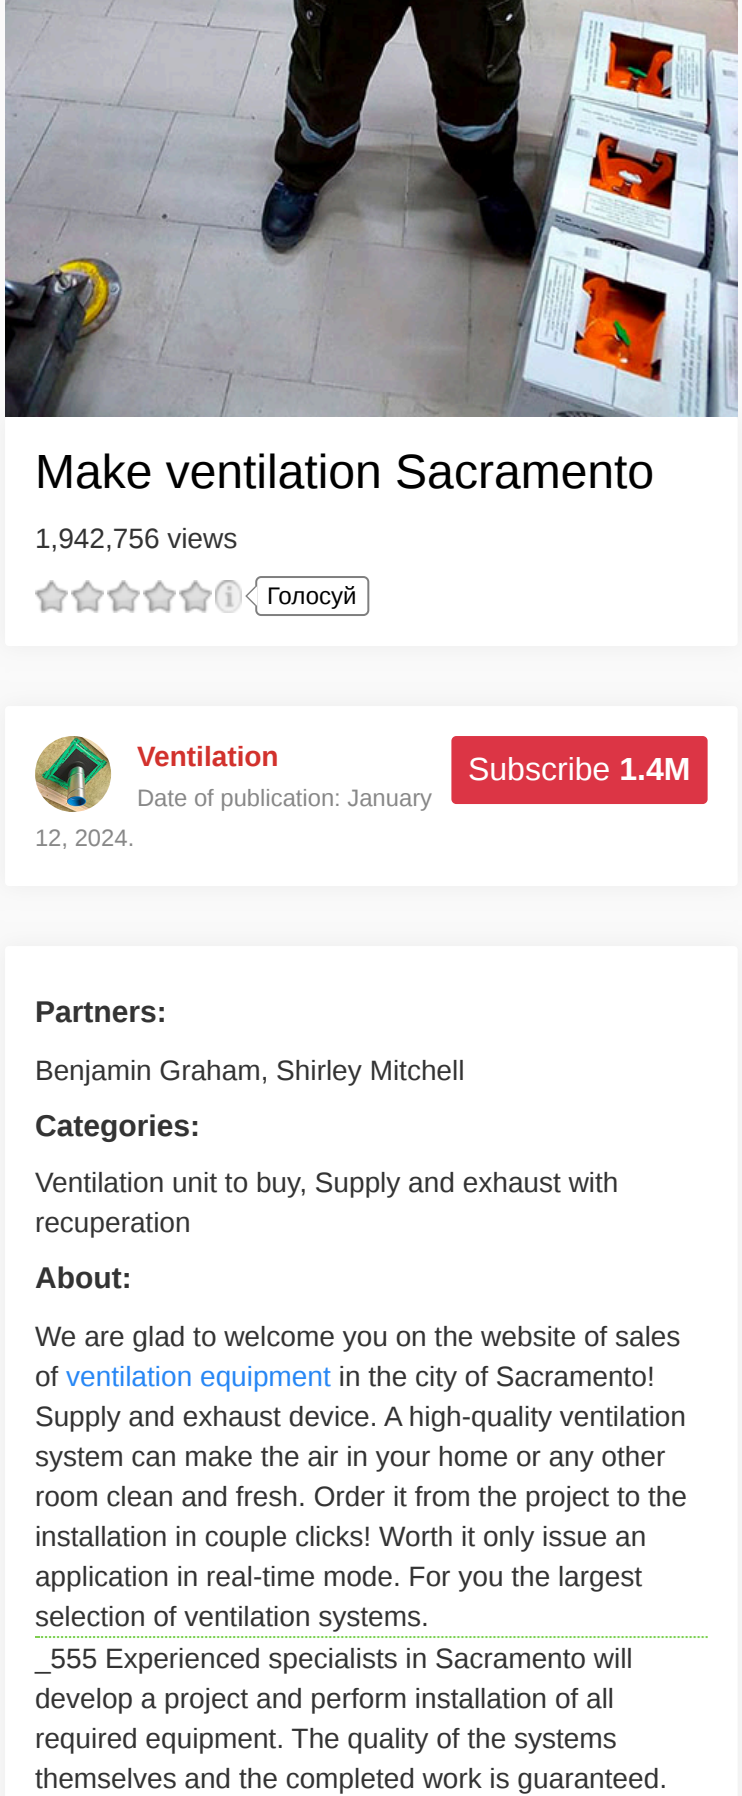 Make ventilation Sacramento
1,942,756 views
Голосуй
Ventilation
Subscribe 1.4M
Date of publication: January
12, 2024.
Partners:
Benjamin Graham, Shirley Mitchell
Categories:
Ventilation unit to buy, Supply and exhaust with
recuperation
About:
We are glad to welcome you on the website of sales
of ventilation equipment in the city of Sacramento!
Supply and exhaust device. A high-quality ventilation
system can make the air in your home or any other
room clean and fresh. Order it from the project to the
installation in couple clicks! Worth it only issue an
application in real-time mode. For you the largest
selection of ventilation systems.
_555 Experienced specialists in Sacramento will
develop a project and perform installation of all
required equipment. The quality of the systems
themselves and the completed work is guaranteed.